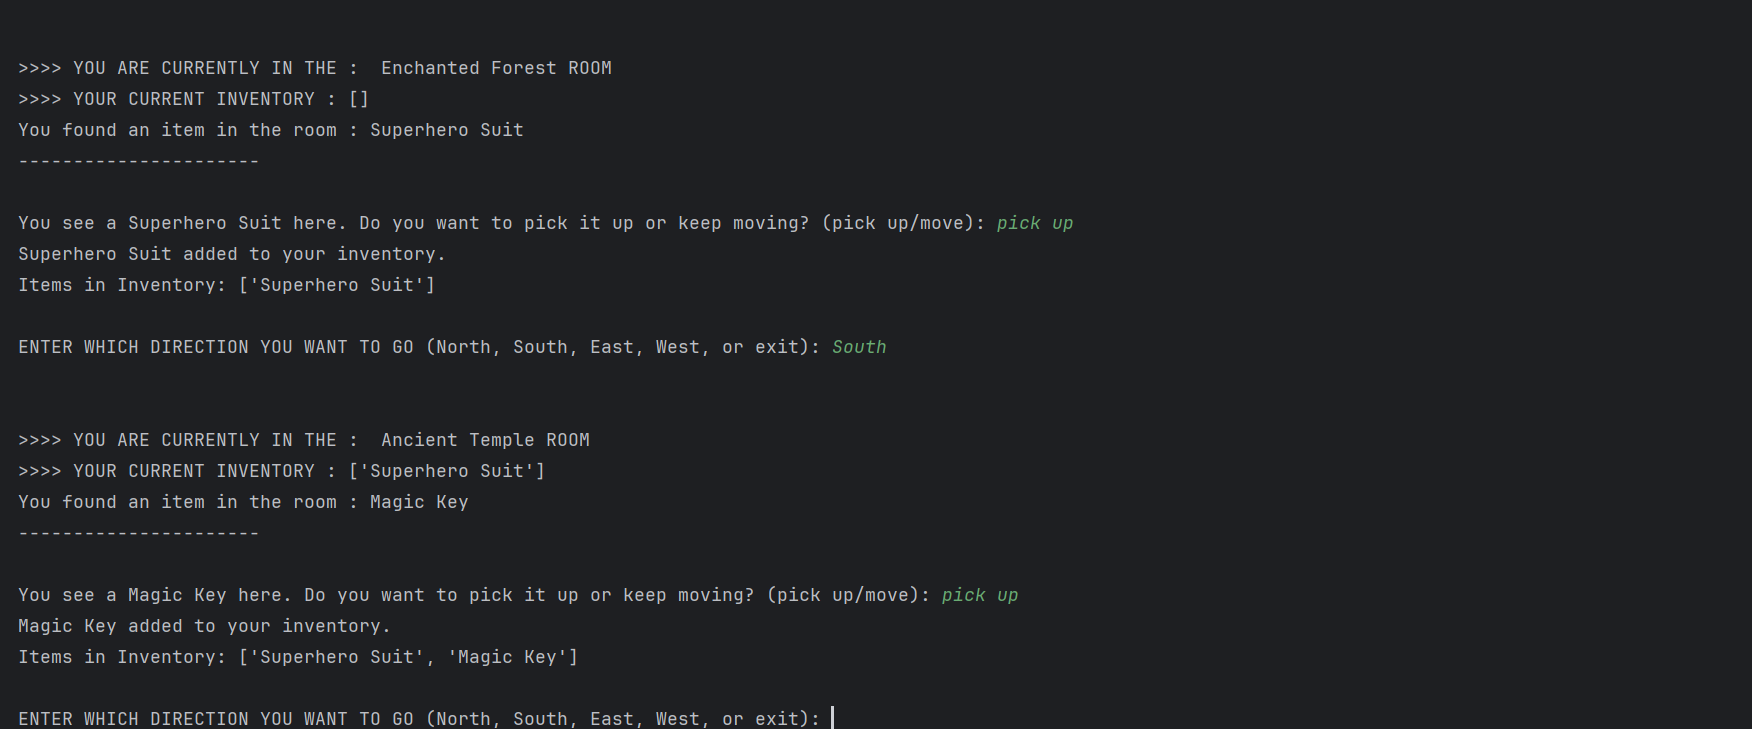 >>>> YOU ARE CURRENTLY IN THE :  Enchanted Forest ROOM
>>>> YOUR CURRENT INVENTORY : []
You found an item in the room : Superhero Suit
----------------------
You see a Superhero Suit here. Do you want to pick it up or keep moving? (pick up/move): pick up
Superhero Suit added to your inventory.
Items in Inventory: ['Superhero Suit']
ENTER WHICH DIRECTION YOU WANT TO GO (North, South, East, West, or exit): South
>>>> YOU ARE CURRENTLY IN THE :  Ancient Temple ROOM
>>>> YOUR CURRENT INVENTORY : ['Superhero Suit']
You found an item in the room : Magic Key
----------------------
You see a Magic Key here. Do you want to pick it up or keep moving? (pick up/move): pick up
Magic Key added to your inventory.
Items in Inventory: ['Superhero Suit', 'Magic Key']
ENTER WHICH DIRECTION YOU WANT TO GO (North, South, East, West, or exit):